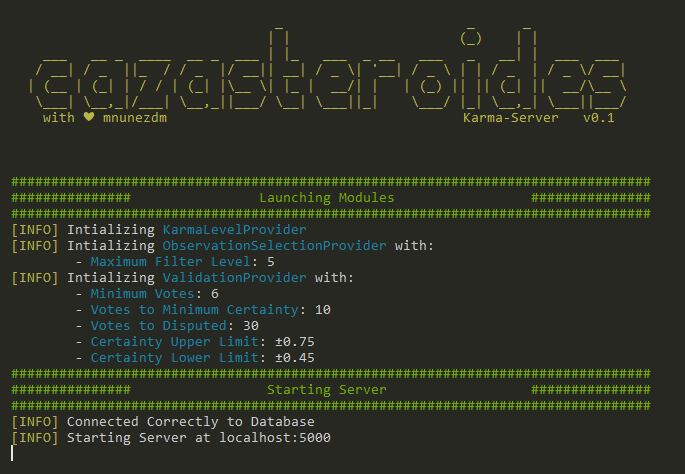 cazasteroides
with ♥ mnunezdm Karma-Server v0.1
################################################################################
############### Launching Modules ###############
################################################################################
[INFO] Intializing KarmaLevelProvider
[INFO] Intializing ObservationSelectionProvider with:
- Maximum Filter Level: 5
[INFO] Intializing ValidationProvider with:
- Minimum Votes: 6
- Votes to Minimum Certainty: 10
- Votes to Disputed: 30
- Certainty Upper Limit: ±0.75
- Certainty Lower Limit: ±0.45
################################################################################
############### Starting Server ###############
################################################################################
[INFO] Connected Correctly to Database
[INFO] Starting Server at localhost:5000